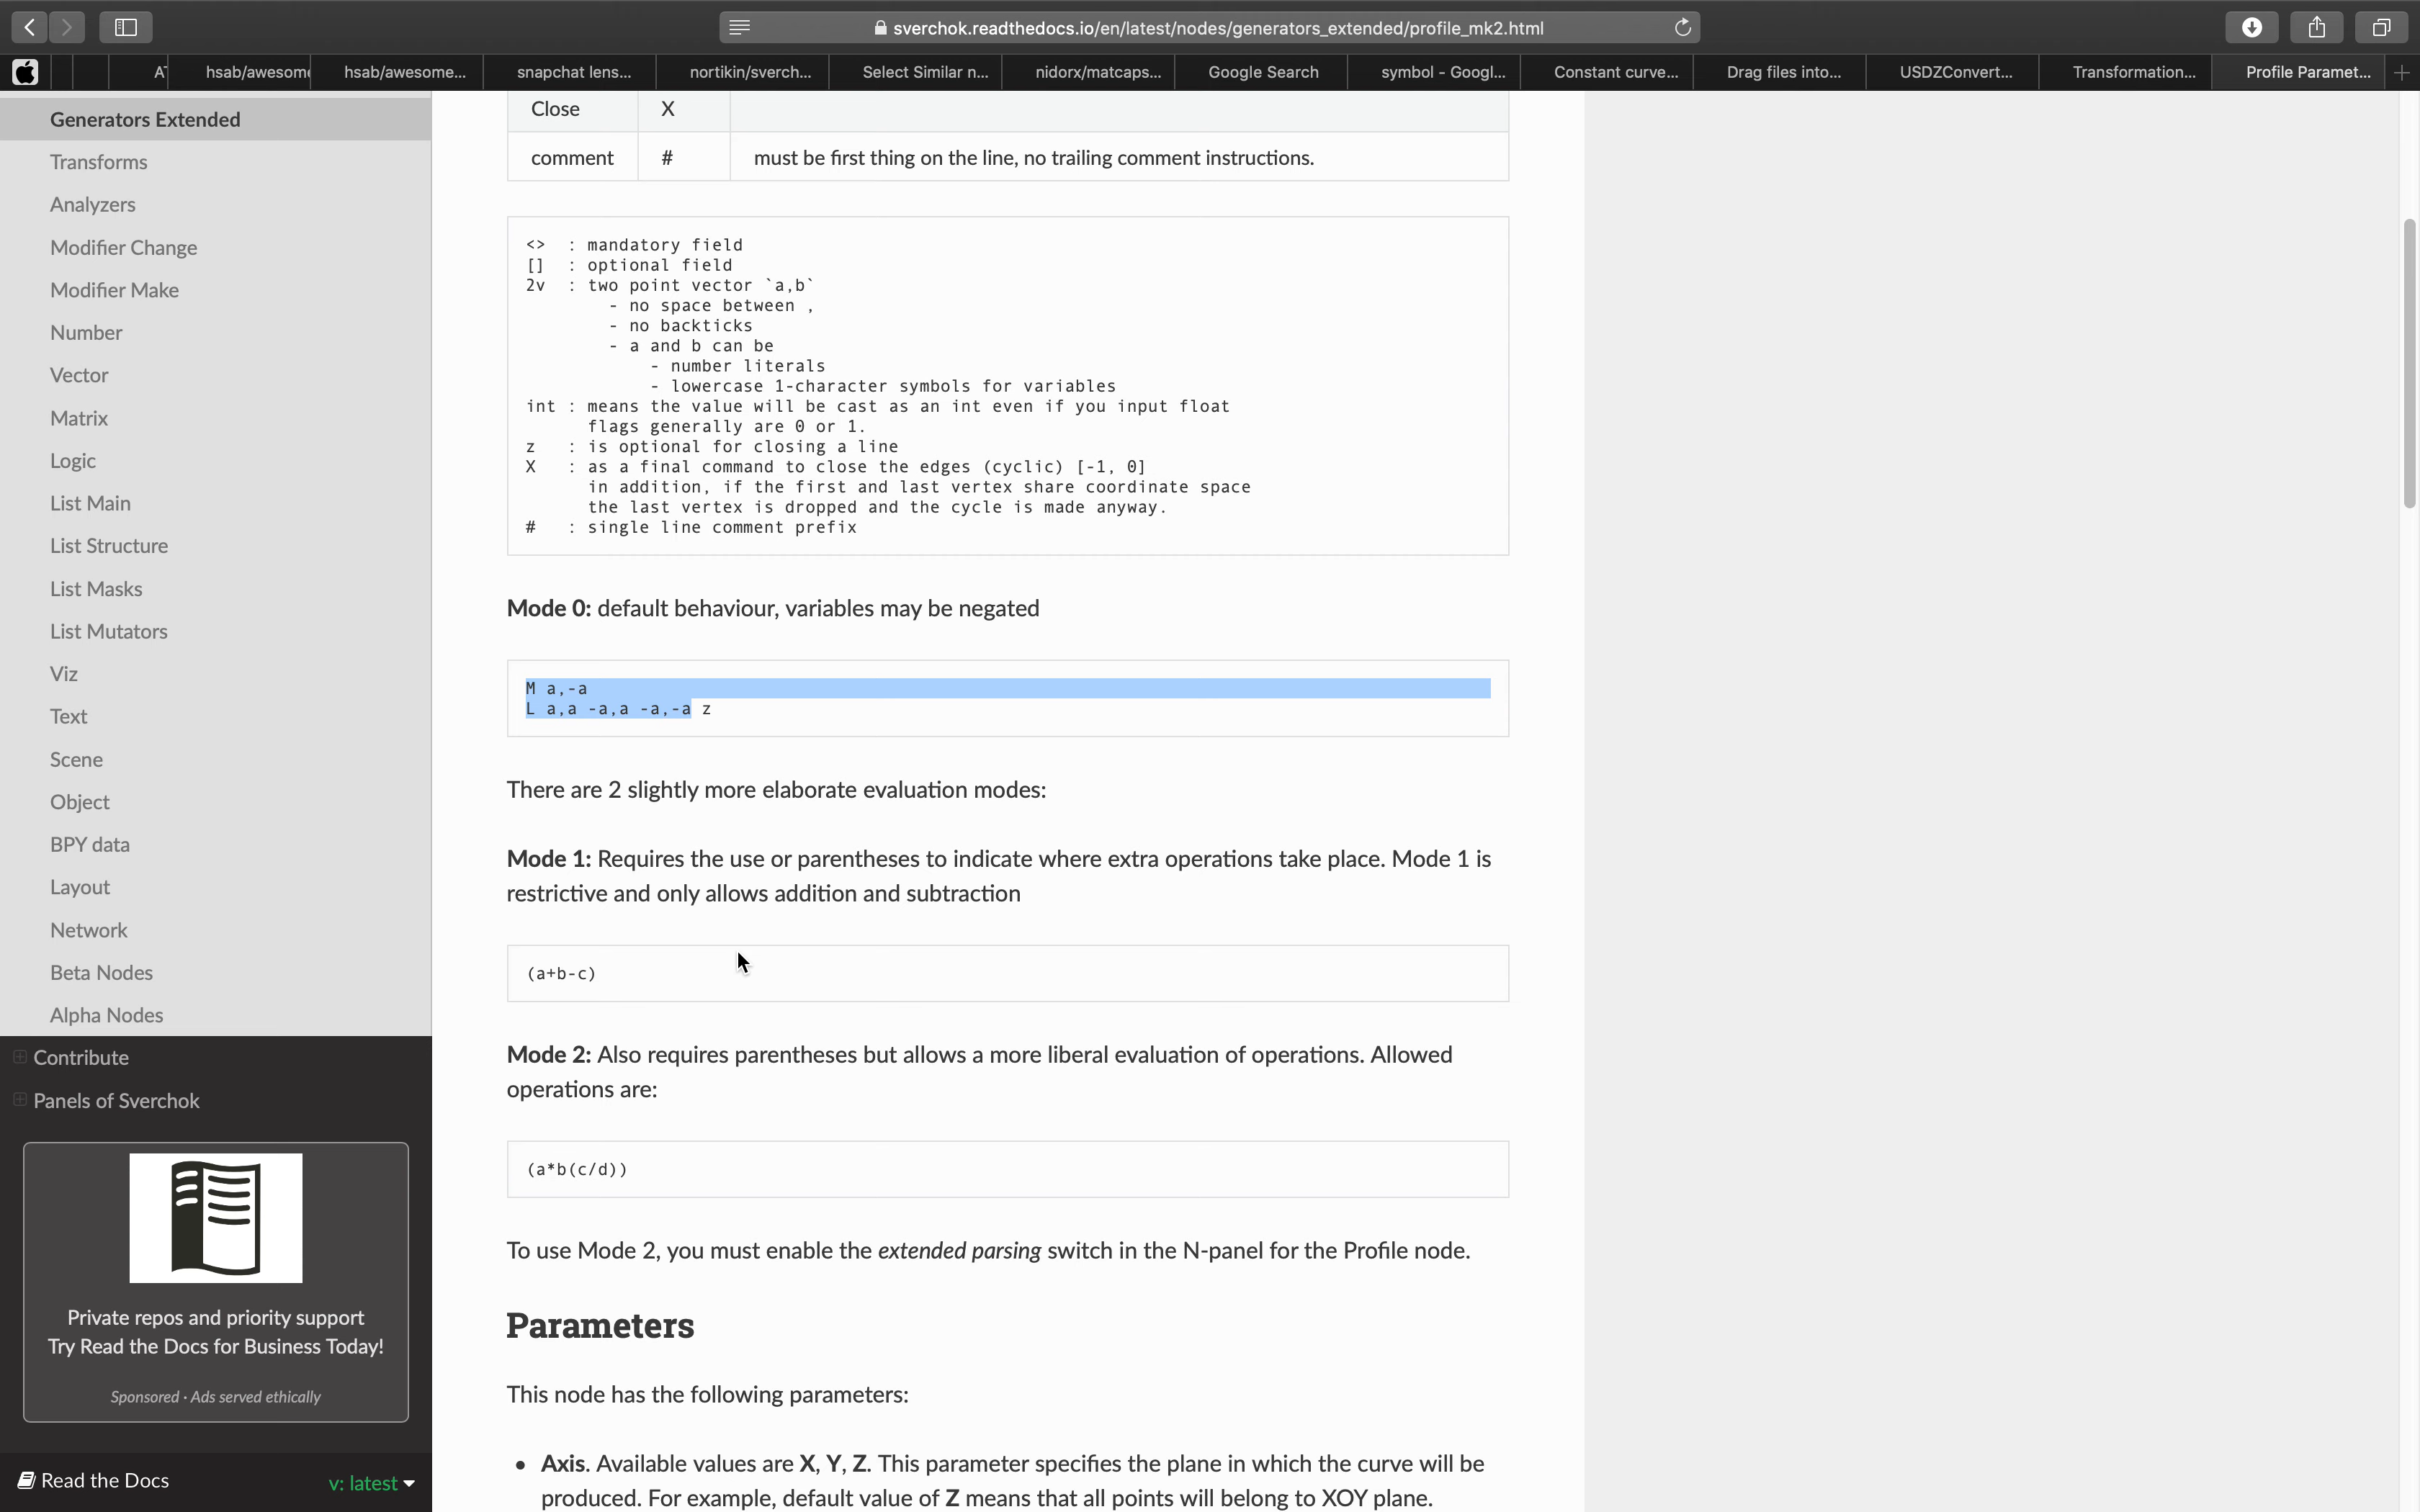 sverchok.readthedocs.io/en/latest/nodes/generators_extended/profile_mk2.html
hsab/awesome
hsab/awesome...
snapchat lens...
nortikin/sverch...
Select Similar n...
nidorx/matcaps...
Google Search
symbol - Googl...
Constant curve...
Drag files into...
USDZConvert...
Transformation...
Profile Paramet...
Generators Extended
Transforms
Analyzers
Modifier Change
Modifier Make
Number
Vector
Matrix
Logic
List Main
List Structure
List Masks
List Mutators
Viz
Text
Scene
Object
BPY data
Layout
Network
Beta Nodes
Alpha Nodes
Contribute
Panels of Sverchok
Private repos and priority support
Try Read the Docs for Business Today!
Sponsored · Ads served ethically
Read the Docs
v: latest
Close X
comment # must be first thing on the line, no trailing comment instructions.
<> : mandatory field
[] : optional field
2v : two point vector `a,b`
- no space between ,
- no backticks
- a and b can be
- number literals
- lowercase 1-character symbols for variables
int : means the value will be cast as an int even if you input float
flags generally are 0 or 1.
z : is optional for closing a line
X : as a final command to close the edges (cyclic) [-1, 0]
in addition, if the first and last vertex share coordinate space
the last vertex is dropped and the cycle is made anyway.
# : single line comment prefix
Mode 0: default behaviour, variables may be negated
M a,-a
L a,a -a,a -a,-a z
There are 2 slightly more elaborate evaluation modes:
Mode 1: Requires the use or parentheses to indicate where extra operations take place. Mode 1 is
restrictive and only allows addition and subtraction
(a+b-c)
Mode 2: Also requires parentheses but allows a more liberal evaluation of operations. Allowed
operations are:
(a*b(c/d))
To use Mode 2, you must enable the extended parsing switch in the N-panel for the Profile node.
Parameters
This node has the following parameters:
• Axis. Available values are X, Y, Z. This parameter specifies the plane in which the curve will be
produced. For example, default value of Z means that all points will belong to XOY plane.